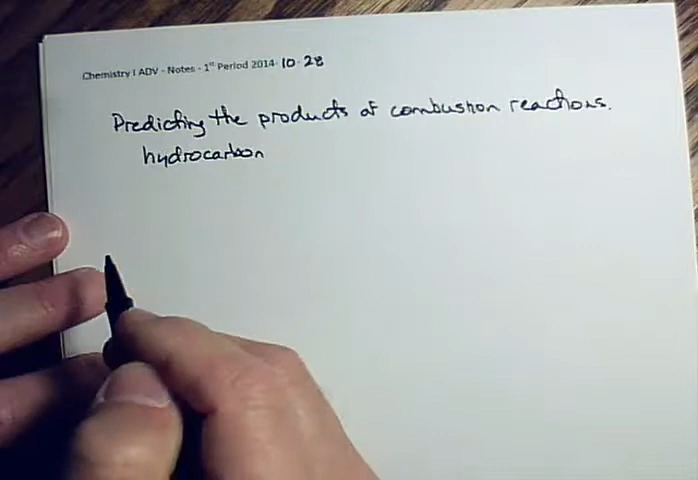 Chemistry I ADV - Notes - 1st Period 2014- 10-28
Predicting the products of combustion reactions.
hydrocarbon